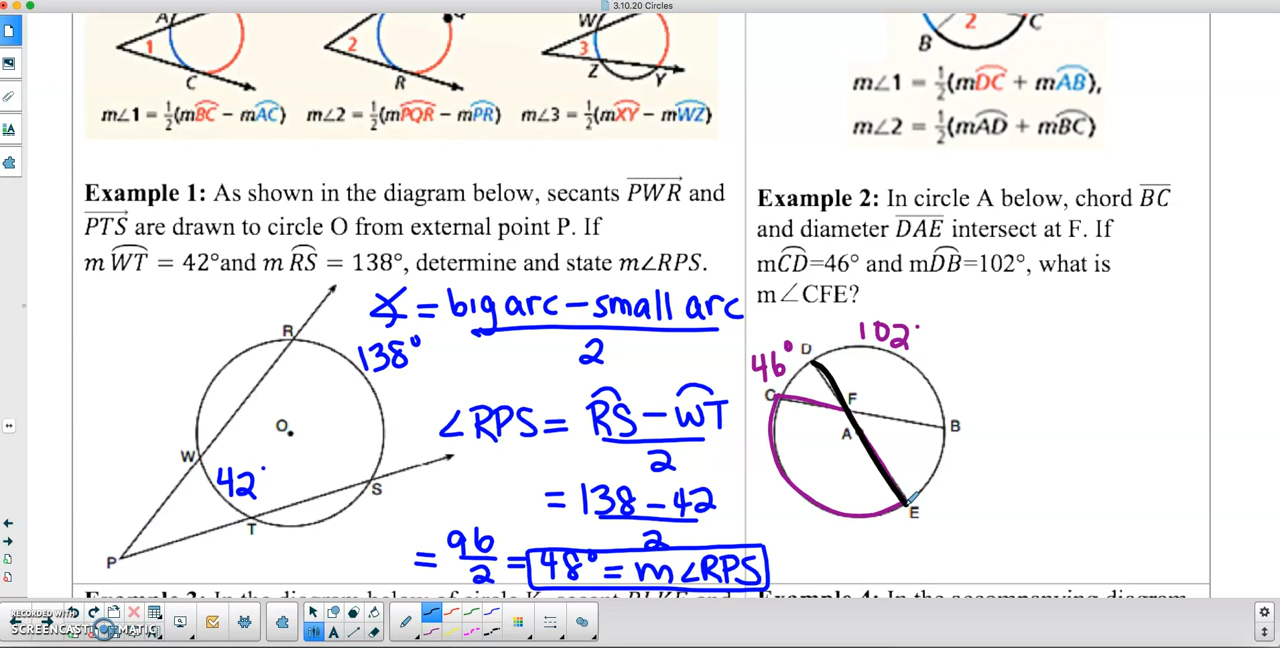 3.10.20 Circles
A
1
C
m∠1 = ½(mBC − mAC)
2
R
m∠2 = ½(mPQR − mPR)
W
3
Z
Y
m∠3 = ½(mXY − mWZ)
2
B
C
m∠1 = ½(mDC + mAB),
m∠2 = ½(mAD + mBC)
Example 1: As shown in the diagram below, secants PWR and
PTS are drawn to circle O from external point P. If
m WT = 42°and m RS = 138°, determine and state m∠RPS.
∡ = big arc − small arc
2
R
138°
O
W
42°
S
T
P
∠RPS = RS − WT
2
= 138 − 42
2
= 96/2 = 48° = m∠RPS
Example 2: In circle A below, chord BC
and diameter DAE intersect at F. If
mCD=46° and mDB=102°, what is
m∠CFE?
102°
46°
D
C
F
A
B
E
RECORDED WITH
SCREENCAST MATIC